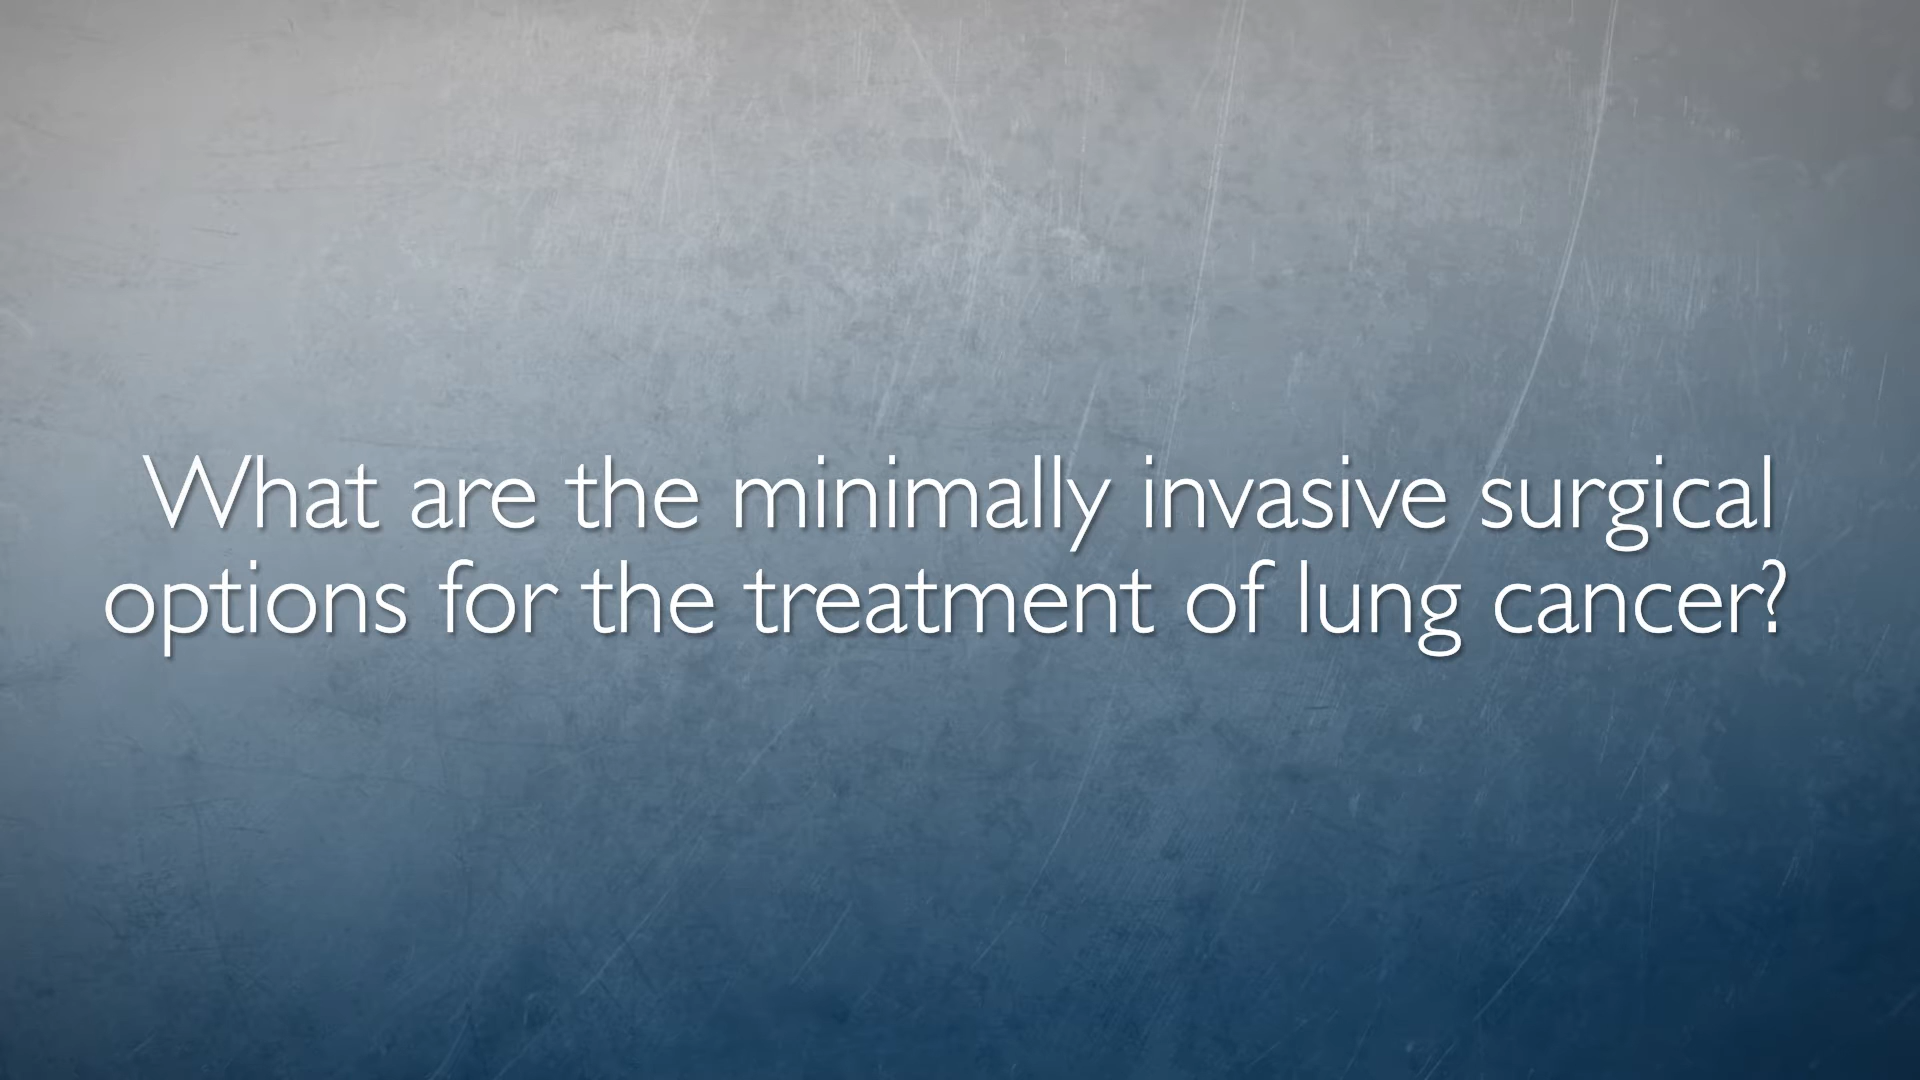 What are the minimally invasive surgical
options for the treatment of lung cancer?